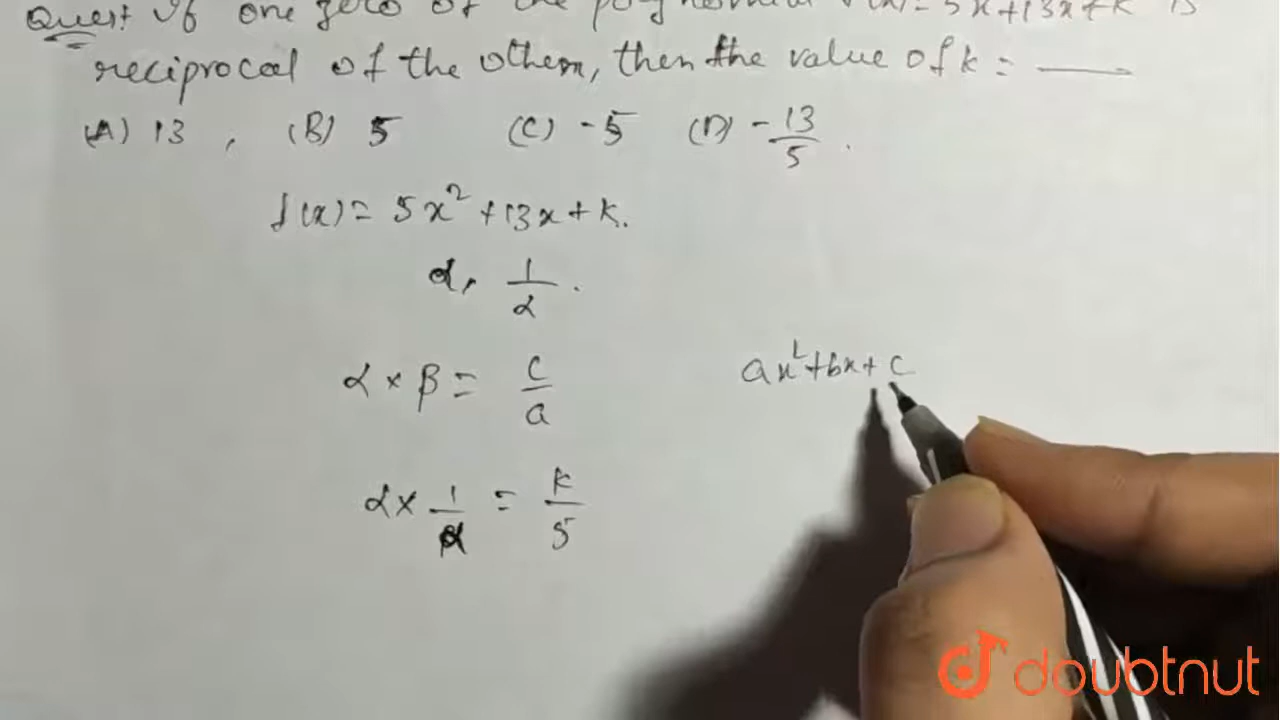 Quest If one zero of the polynomial f(x) = 5x²+13x+k is
reciprocal of the other, then the value of k = ___
(A) 13 , (B) 5 (C) -5 (D) -13/5 .
f(x) = 5x² +13x + k.
α, 1/α .
α × β = c/a
ax²+bx+c
α × 1/α = k/5
doubtnut